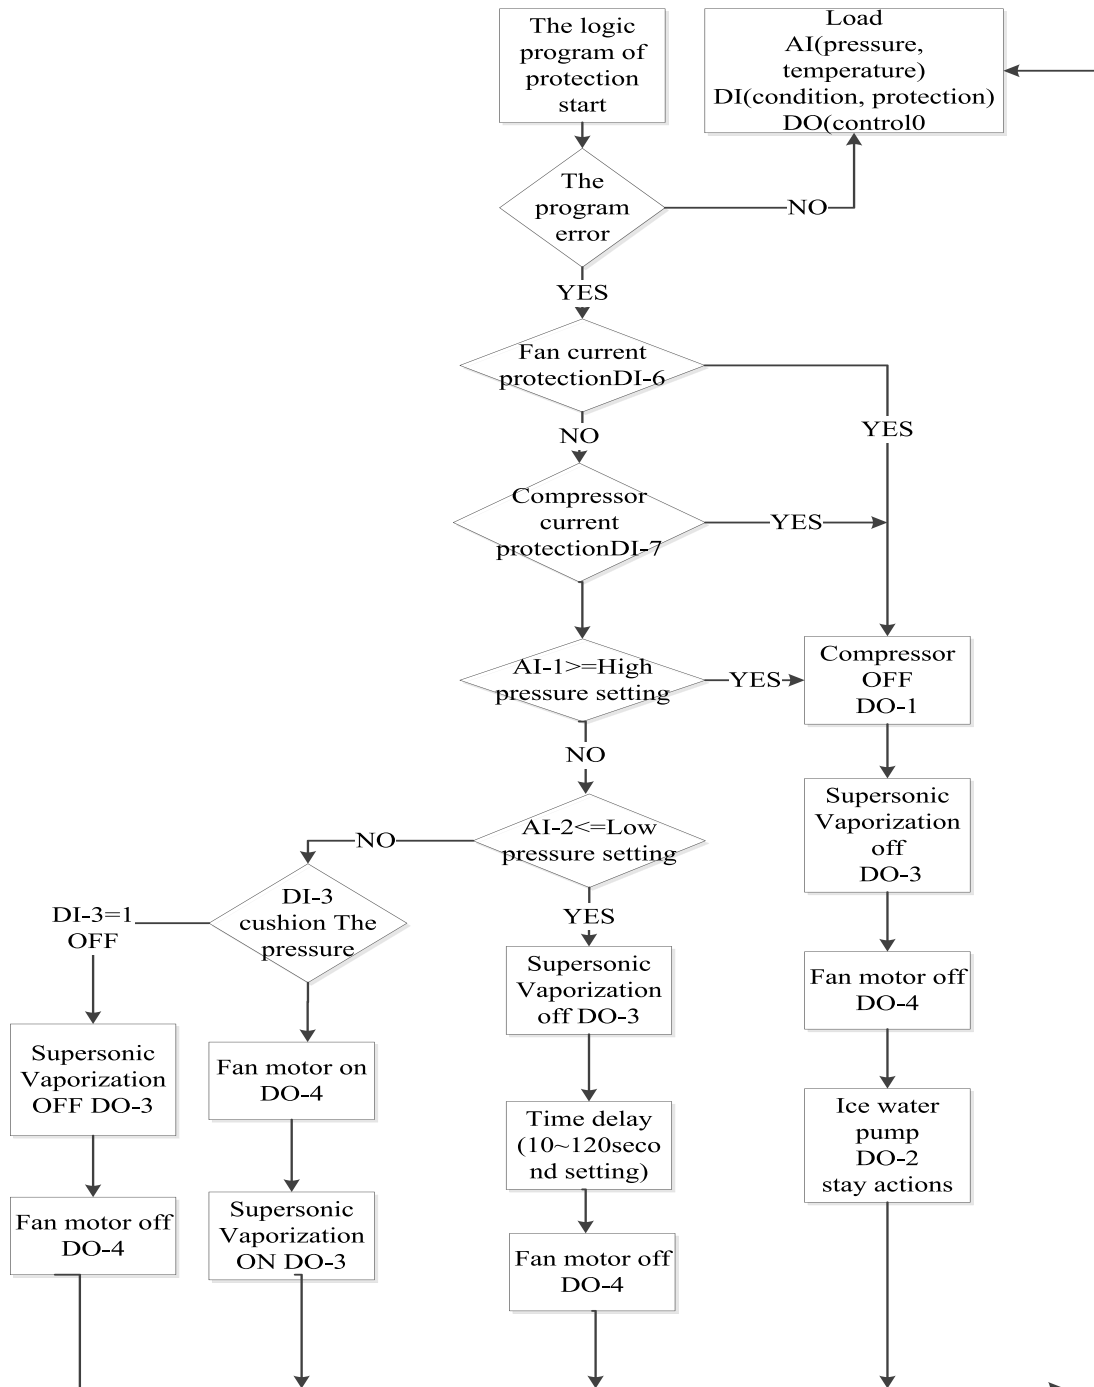 The logic
program of
protection
start
Load
AI(pressure,
temperature)
DI(condition, protection)
DO(control0
The
program
error
NO
YES
Fan current
protectionDI-6
YES
NO
Compressor
current
protectionDI-7
YES
AI-1>=High
pressure setting
YES
Compressor
OFF
DO-1
NO
AI-2<=Low
pressure setting
NO
Supersonic
Vaporization
off
DO-3
DI-3
cushion The
pressure
DI-3=1
OFF
YES
Supersonic
Vaporization
off DO-3
Fan motor off
DO-4
Supersonic
Vaporization
OFF DO-3
Fan motor on
DO-4
Time delay
(10~120seco
nd setting)
Ice water
pump
DO-2
stay actions
Fan motor off
DO-4
Supersonic
Vaporization
ON DO-3
Fan motor off
DO-4